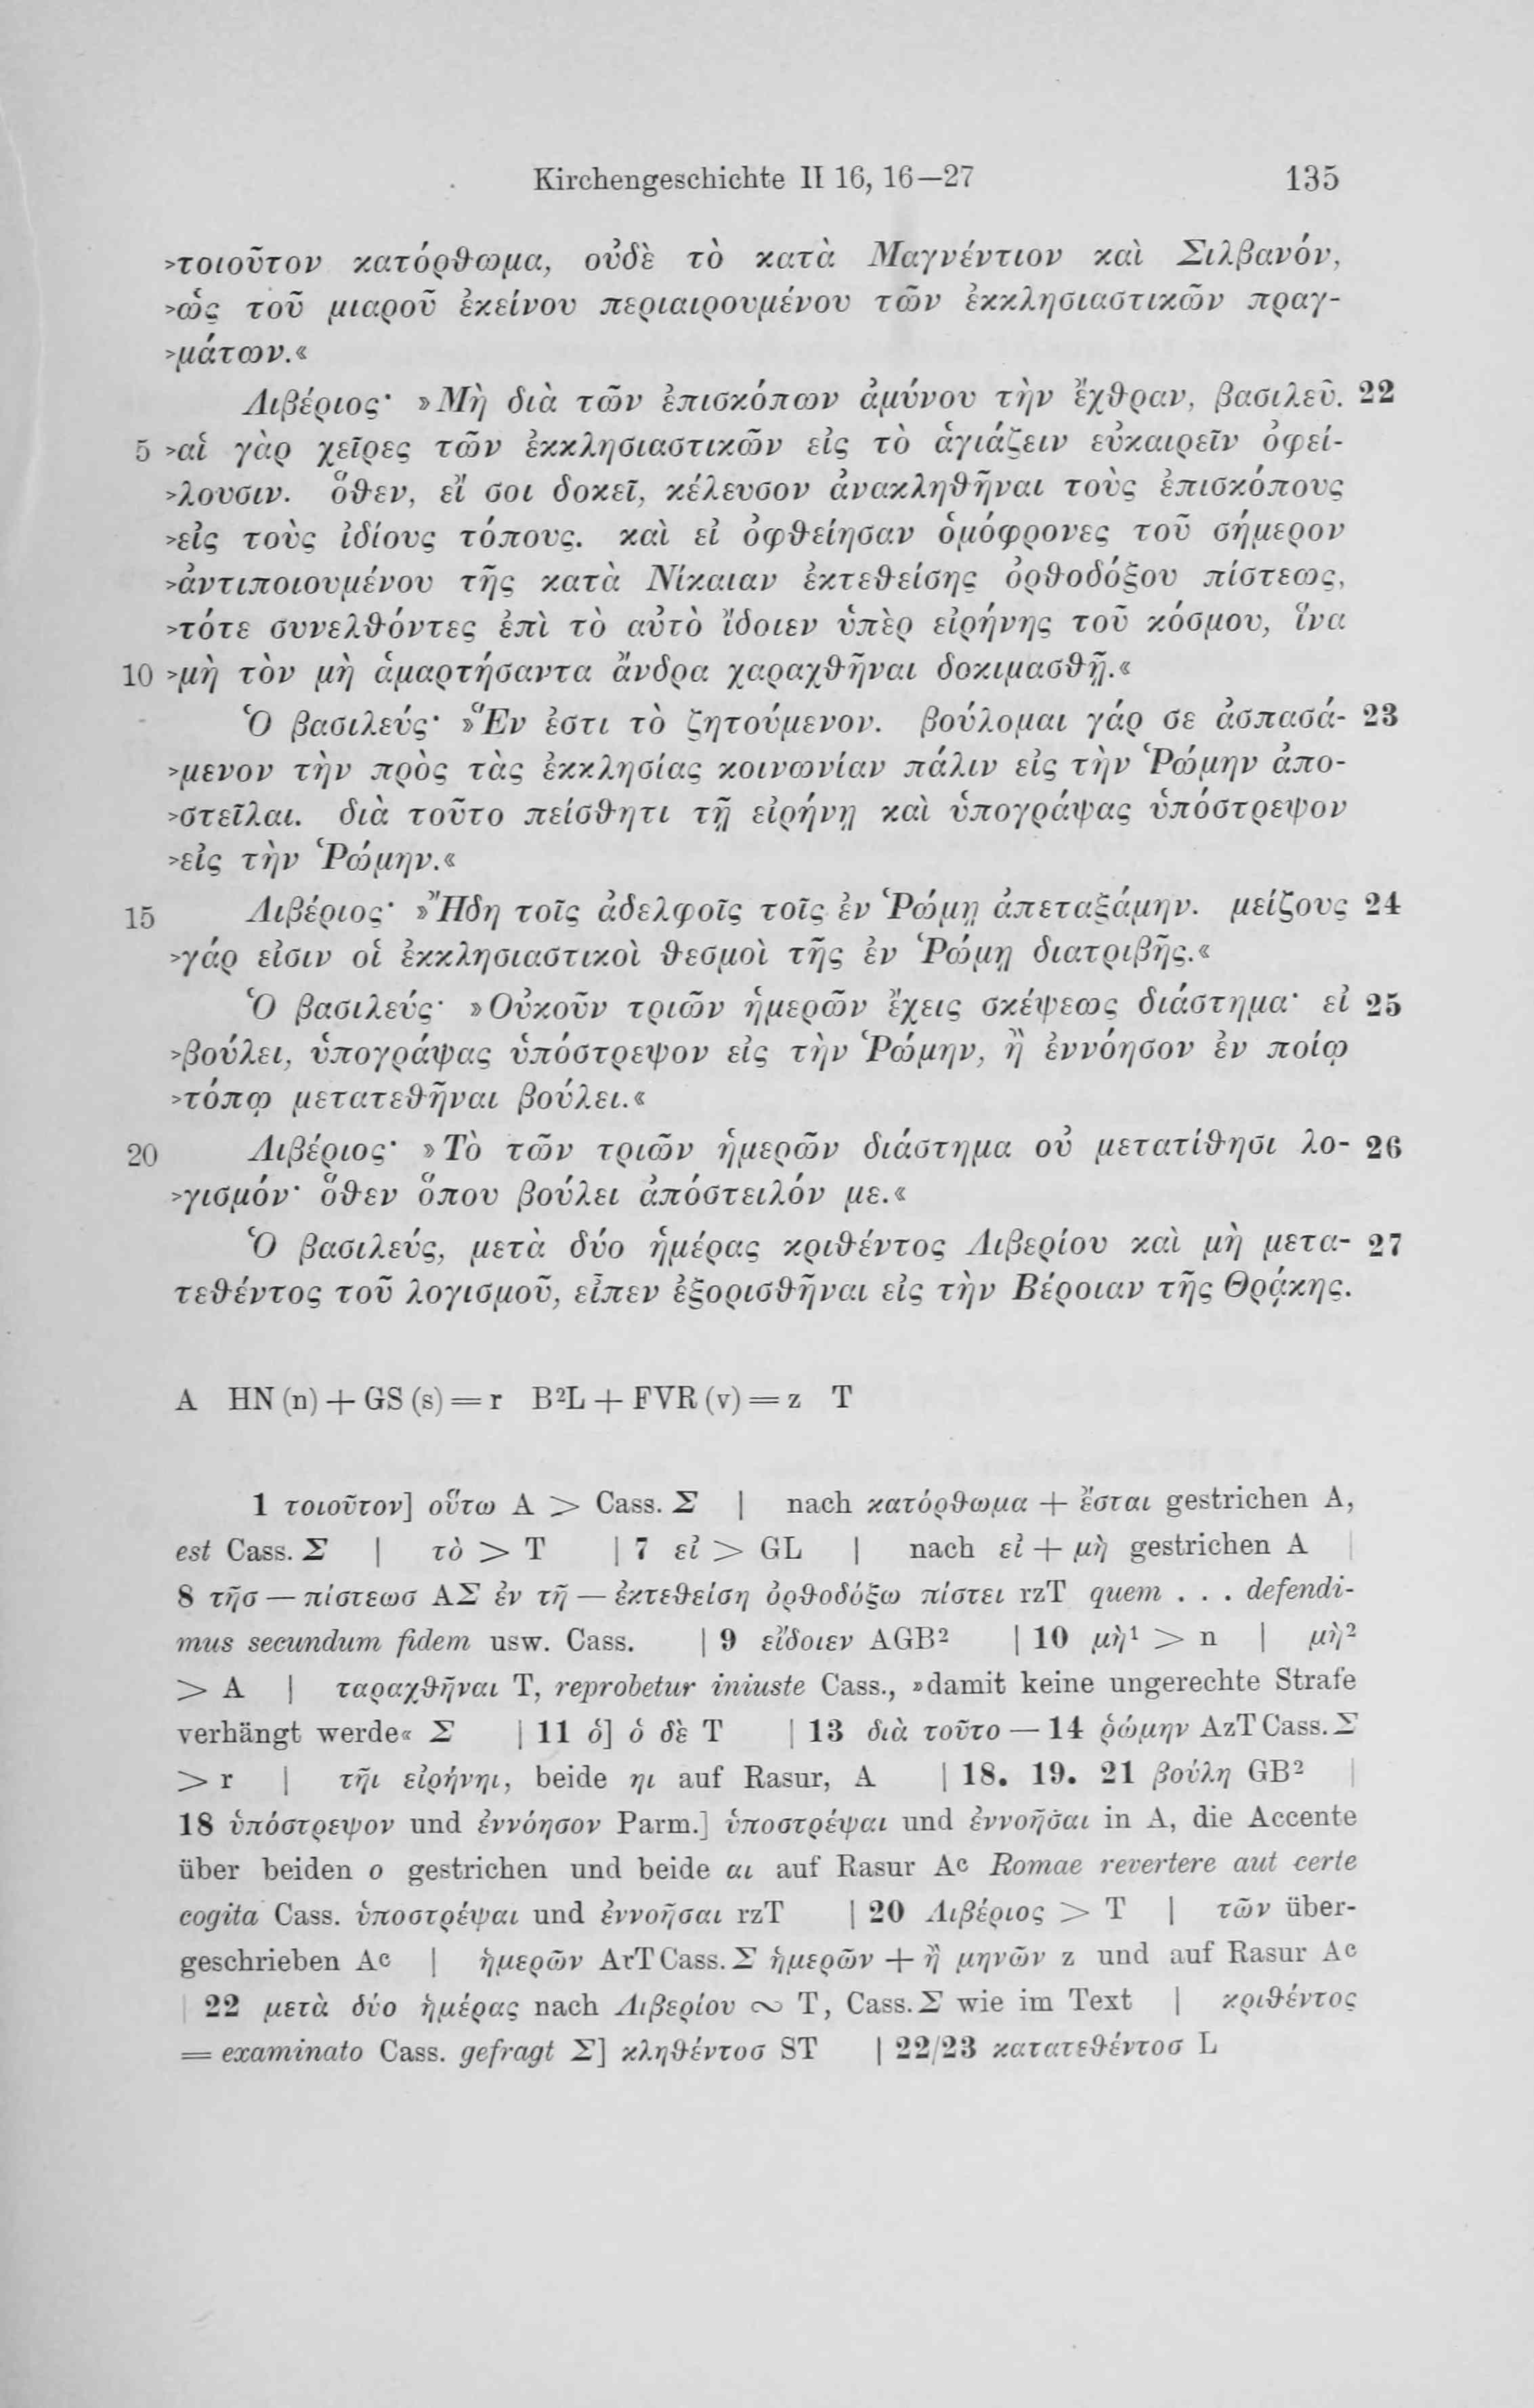 Kirchengeschichte II 16, 16—27 135
>τοιοῦτον κατόρθωμα, οὐδὲ τὸ κατὰ Μαγνέντιον καὶ Σιλβανόν,
>ὡς τοῦ μιαροῦ ἐκείνου περιαιρουμένου τῶν ἐκκλησιαστικῶν πραγ-
>μάτων.«
Λιβέριος· »Μὴ διὰ τῶν ἐπισκόπων ἀμύνου τὴν ἔχθραν, βασιλεῦ. 22
5 >αἱ γὰρ χεῖρες τῶν ἐκκλησιαστικῶν εἰς τὸ ἁγιάζειν εὐκαιρεῖν ὀφεί-
>λουσιν. ὅθεν, εἴ σοι δοκεῖ, κέλευσον ἀνακληθῆναι τοὺς ἐπισκόπους
>εἰς τοὺς ἰδίους τόπους. καὶ εἰ ὀφθείησαν ὁμόφρονες τοῦ σήμερον
>ἀντιποιουμένου τῆς κατὰ Νίκαιαν ἐκτεθείσης ὀρθοδόξου πίστεως,
>τότε συνελθόντες ἐπὶ τὸ αὐτὸ ἴδοιεν ὑπὲρ εἰρήνης τοῦ κόσμου, ἵνα
10 >μὴ τὸν μὴ ἁμαρτήσαντα ἄνδρα χαραχθῆναι δοκιμασθῇ.«
Ὁ βασιλεύς· »Ἕν ἐστι τὸ ζητούμενον. βούλομαι γάρ σε ἀσπασά- 23
>μενον τὴν πρὸς τὰς ἐκκλησίας κοινωνίαν πάλιν εἰς τὴν Ῥώμην ἀπο-
>στεῖλαι. διὰ τοῦτο πείσθητι τῇ εἰρήνῃ καὶ ὑπογράψας ὑπόστρεψον
>εἰς τὴν Ῥώμην.«
15 Λιβέριος· »Ἤδη τοῖς ἀδελφοῖς τοῖς ἐν Ῥώμῃ ἀπεταξάμην. μείζους 24
>γάρ εἰσιν οἱ ἐκκλησιαστικοὶ θεσμοὶ τῆς ἐν Ῥώμῃ διατριβῆς.«
Ὁ βασιλεύς· »Οὐκοῦν τριῶν ἡμερῶν ἔχεις σκέψεως διάστημα· εἰ 25
>βούλει, ὑπογράψας ὑπόστρεψον εἰς τὴν Ῥώμην, ἢ ἐννόησον ἐν ποίῳ
>τόπῳ μετατεθῆναι βούλει.«
20 Λιβέριος· »Τὸ τῶν τριῶν ἡμερῶν διάστημα οὐ μετατίθησι λο- 26
>γισμόν· ὅθεν ὅπου βούλει ἀπόστειλόν με.«
Ὁ βασιλεύς, μετὰ δύο ἡμέρας κριθέντος Λιβερίου καὶ μὴ μετα- 27
τεθέντος τοῦ λογισμοῦ, εἶπεν ἐξορισθῆναι εἰς τὴν Βέροιαν τῆς Θρᾴκης.
A HN (n) + GS (s) = r B²L + FVR (v) = z T
1 τοιοῦτον] οὕτω A > Cass. Σ | nach κατόρθωμα + ἔσται gestrichen A,
est Cass. Σ | τὸ > T | 7 εἰ > GL | nach εἰ + μὴ gestrichen A |
8 τῆσ — πίστεωσ AΣ ἐν τῆ — ἐκτεθείση ὀρθοδόξω πίστει rzT quem . . . defendi-
mus secundum fidem usw. Cass. | 9 εἴδοιεν AGB² | 10 μὴ¹ > n | μὴ²
> A | ταραχθῆναι T, reprobetur iniuste Cass., »damit keine ungerechte Strafe
verhängt werde« Σ | 11 ὁ] ὁ δὲ T | 13 διὰ τοῦτο — 14 ῥώμην AzT Cass. Σ
> r | τῆι εἰρήνηι, beide ηι auf Rasur, A | 18. 19. 21 βούλη GB² |
18 ὑπόστρεψον und ἐννόησον Parm.] ὑποστρέψαι und ἐννοῆσαι in A, die Accente
über beiden ο gestrichen und beide αι auf Rasur Aᶜ Romae revertere aut certe
cogita Cass. ὑποστρέψαι und ἐννοῆσαι rzT | 20 Λιβέριος > T | τῶν über-
geschrieben Aᶜ | ἡμερῶν ArT Cass. Σ ἡμερῶν + ἢ μηνῶν z und auf Rasur Aᶜ
| 22 μετὰ δύο ἡμέρας nach Λιβερίου ∾ T, Cass. Σ wie im Text | κριθέντος
= examinato Cass. gefragt Σ] κληθέντοσ ST | 22/23 κατατεθέντοσ L